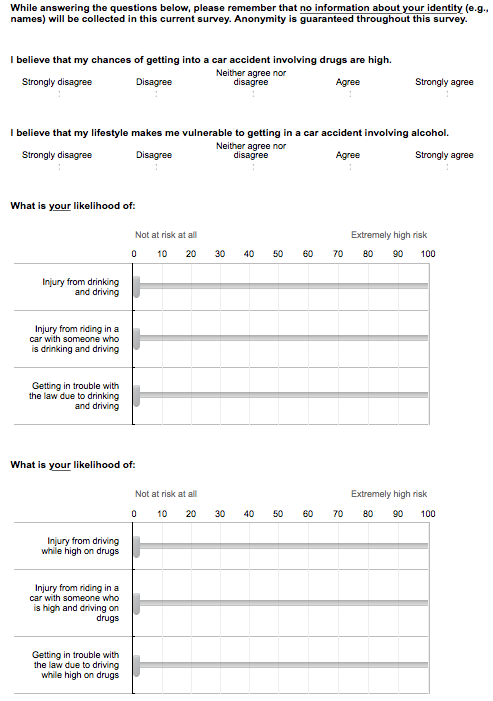 While answering the questions below, please remember that no information about your identity (e.g.,
names) will be collected in this current survey. Anonymity is guaranteed throughout this survey.
I believe that my chances of getting into a car accident involving drugs are high.
Strongly disagree Disagree Neither agree nor disagree Agree Strongly agree
I believe that my lifestyle makes me vulnerable to getting in a car accident involving alcohol.
Strongly disagree Disagree Neither agree nor disagree Agree Strongly agree
What is your likelihood of:
Not at risk at all Extremely high risk
0 10 20 30 40 50 60 70 80 90 100
Injury from drinking
and driving
Injury from riding in a
car with someone who
is drinking and driving
Getting in trouble with
the law due to drinking
and driving
What is your likelihood of:
Not at risk at all Extremely high risk
0 10 20 30 40 50 60 70 80 90 100
Injury from driving
while high on drugs
Injury from riding in a
car with someone who
is high and driving on
drugs
Getting in trouble with
the law due to driving
while high on drugs